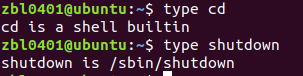 zbl0401@ubuntu:~$ type cd
cd is a shell builtin
zbl0401@ubuntu:~$ type shutdown
shutdown is /sbin/shutdown